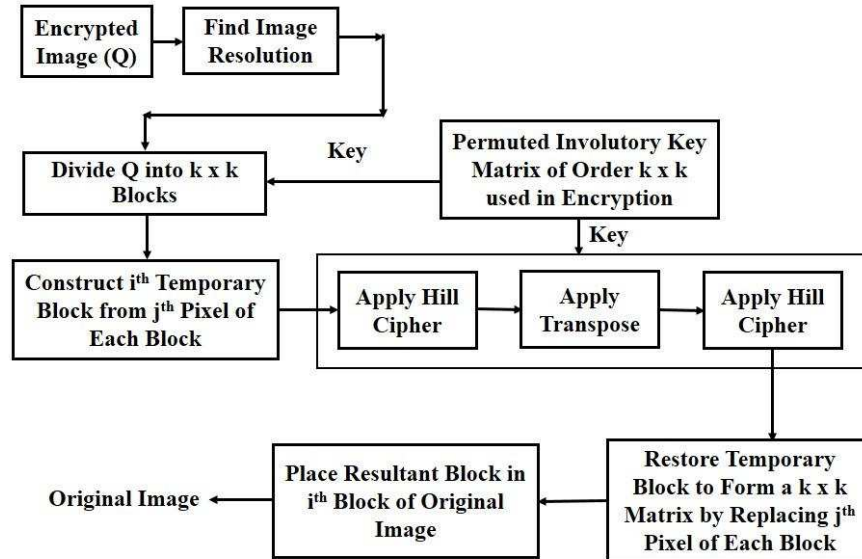 Encrypted
Image (Q)
Find Image
Resolution
Key
Permuted Involutory Key
Matrix of Order k x k
used in Encryption
Divide Q into k x k
Blocks
Key
Construct iᵗʰ Temporary
Block from jᵗʰ Pixel of
Each Block
Apply Hill
Cipher
Apply
Transpose
Apply Hill
Cipher
Restore Temporary
Block to Form a k x k
Matrix by Replacing jᵗʰ
Pixel of Each Block
Place Resultant Block in
iᵗʰ Block of Original
Image
Original Image